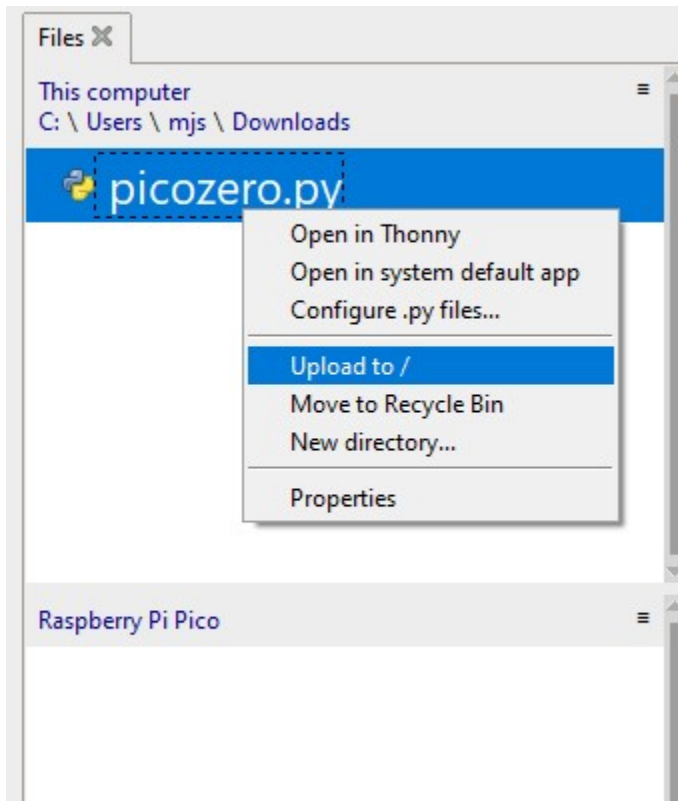 Files
This computer
C: \ Users \ mjs \ Downloads
picozero.py
Open in Thonny
Open in system default app
Configure .py files...
Upload to /
Move to Recycle Bin
New directory...
Properties
Raspberry Pi Pico